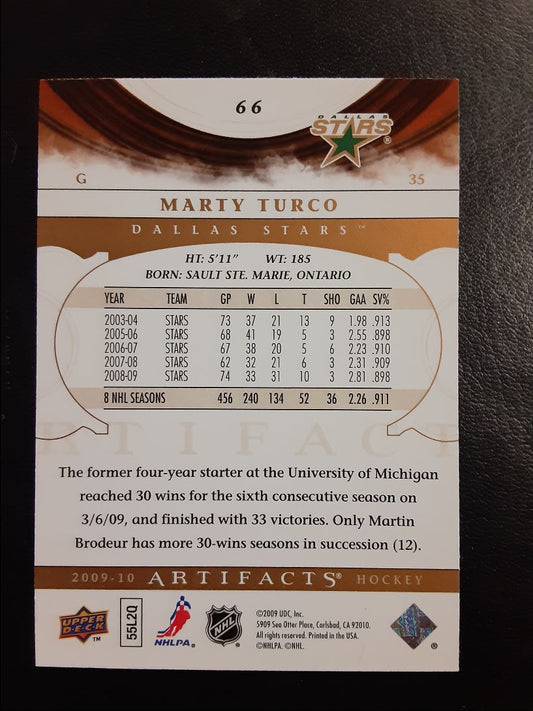 66
DALLAS
STARS®
G 35
MARTY TURCO
DALLAS STARS™
HT: 5'11" WT: 185
BORN: SAULT STE. MARIE, ONTARIO
YEAR TEAM GP W L T SHO GAA SV%
2003-04 STARS 73 37 21 13 9 1.98 .913
2005-06 STARS 68 41 19 5 3 2.55 .898
2006-07 STARS 67 38 20 5 6 2.23 .910
2007-08 STARS 62 32 21 6 3 2.31 .909
2008-09 STARS 74 33 31 10 3 2.81 .898
8 NHL SEASONS 456 240 134 52 36 2.26 .911
ARTIFACT
The former four-year starter at the University of Michigan
reached 30 wins for the sixth consecutive season on
3/6/09, and finished with 33 victories. Only Martin
Brodeur has more 30-wins seasons in succession (12).
2009-10 ARTIFACTS® HOCKEY
UPPER
DECK
™
55L2Q
NHLPA.
NHL
©2009 UDC, Inc.
5909 Sea Otter Place, Carlsbad, CA 92010.
All rights reserved. Printed in the USA.
©NHLPA. ©NHL.
®